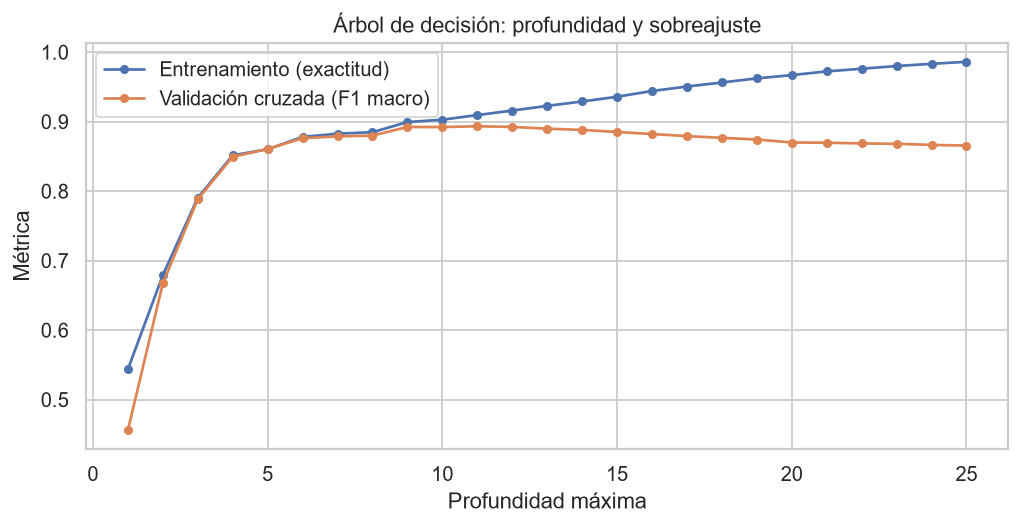 Árbol de decisión: profundidad y sobreajuste
Entrenamiento (exactitud)
Validación cruzada (F1 macro)
Métrica
1.0
0.9
0.8
0.7
0.6
0.5
0
5
10
15
20
25
Profundidad máxima